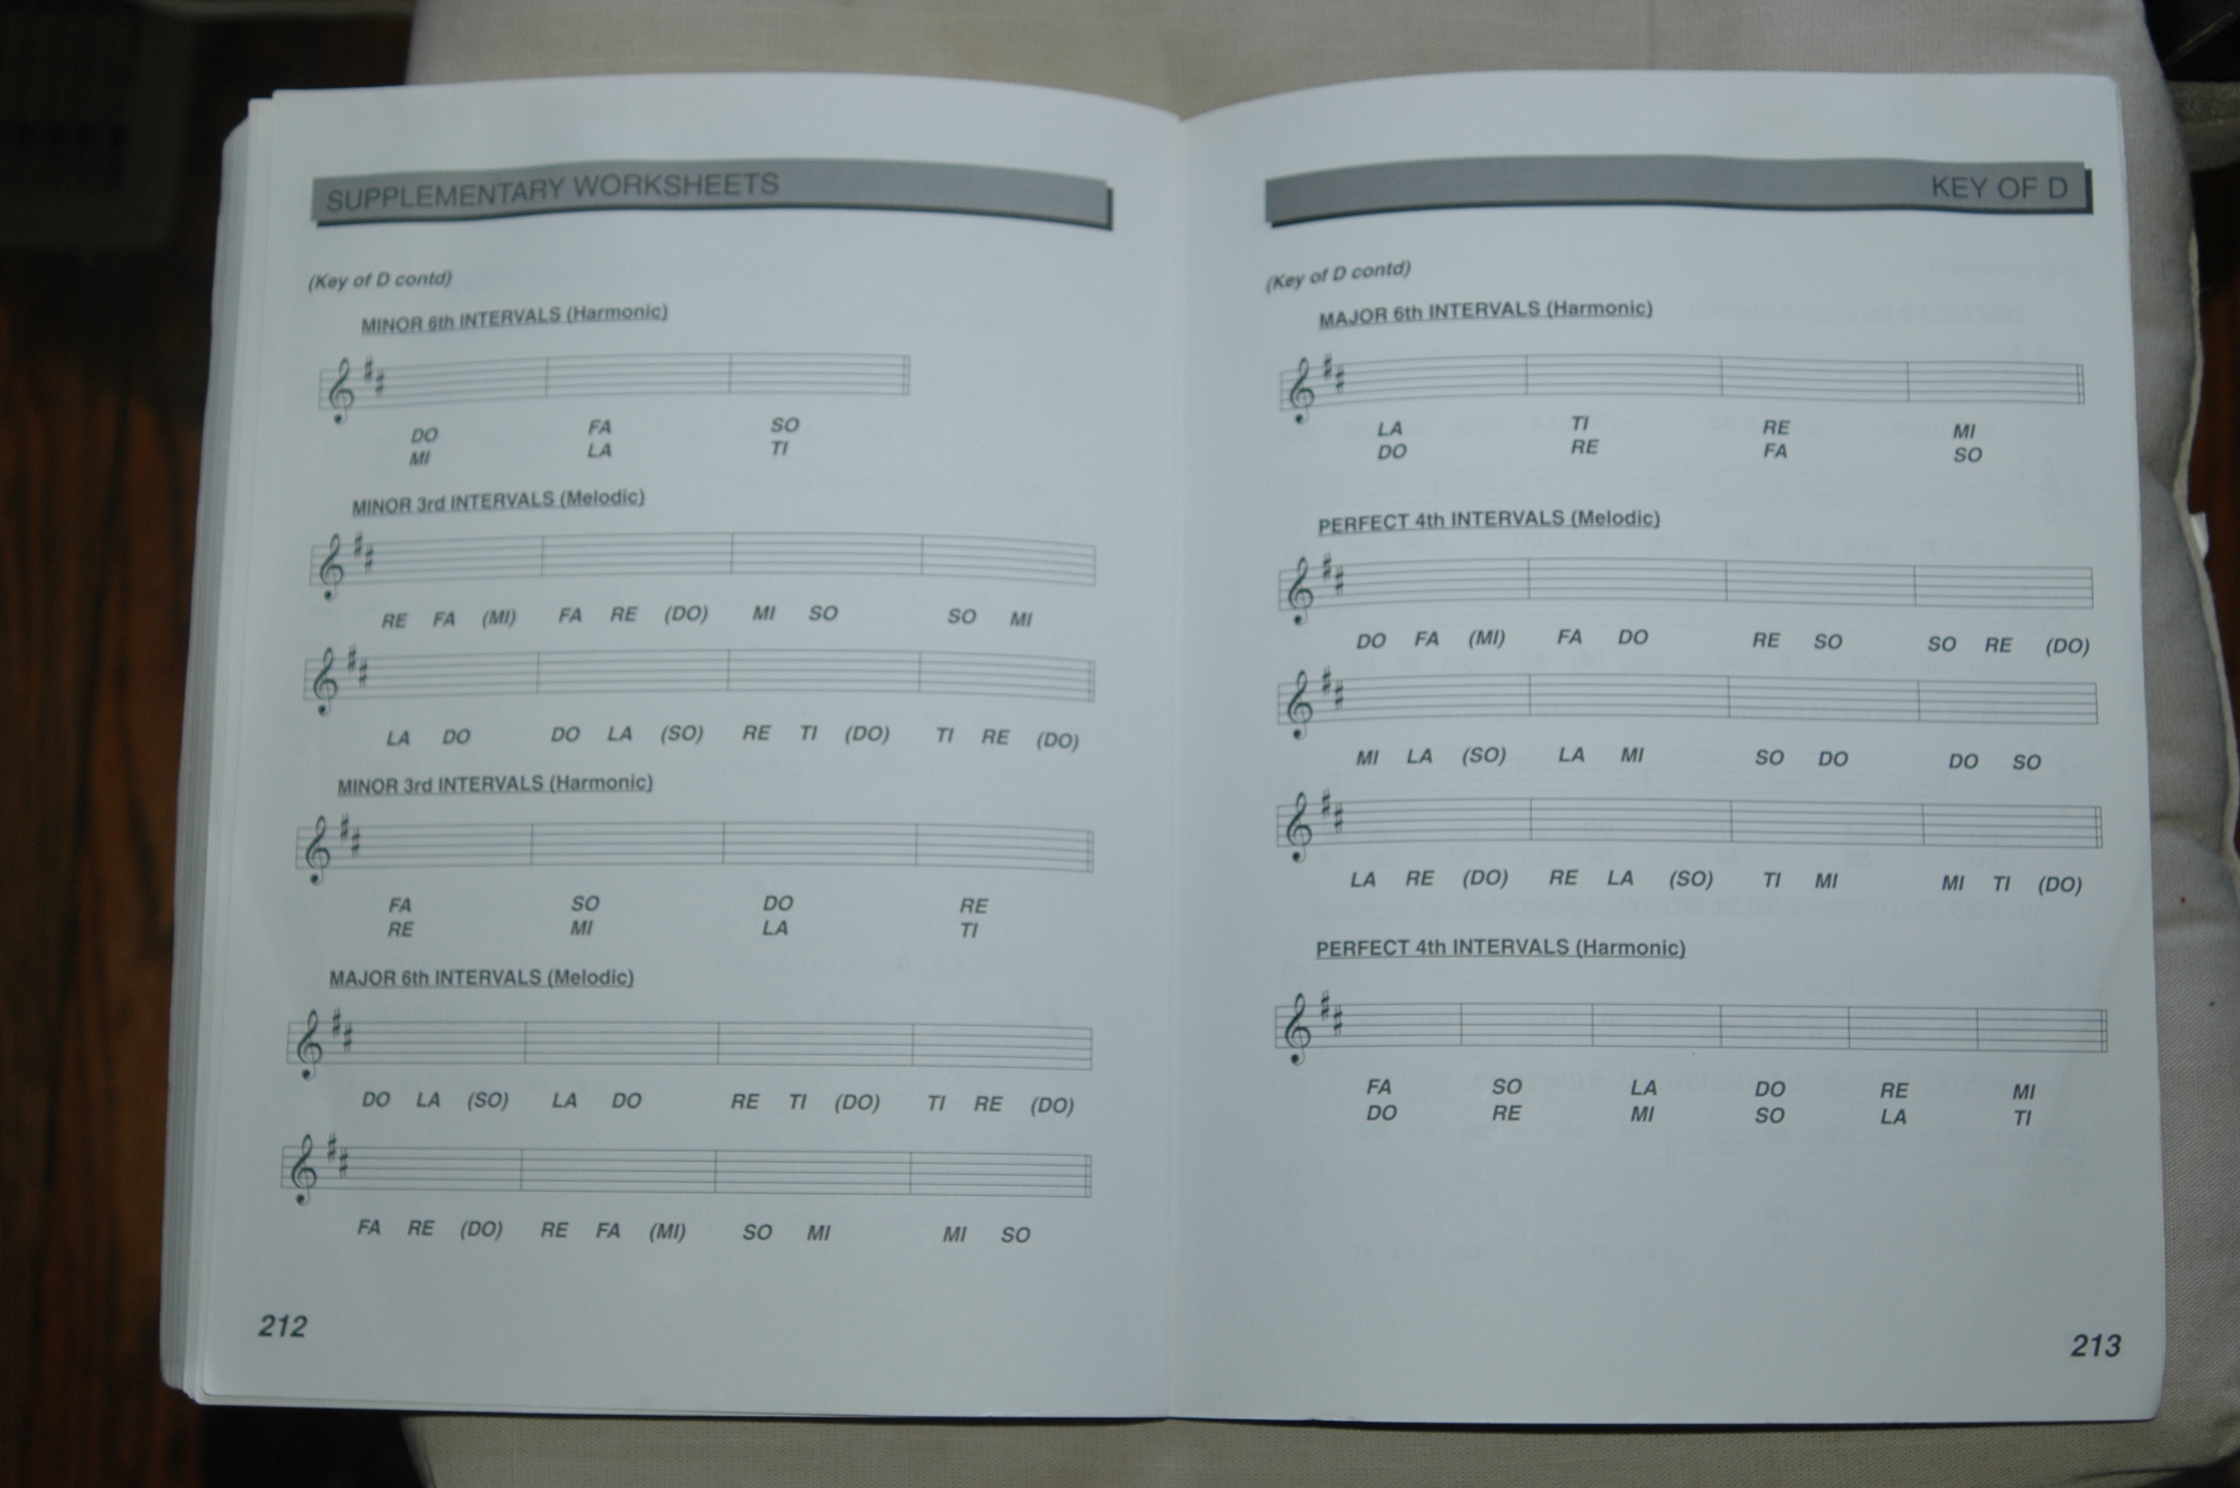 SUPPLEMENTARY WORKSHEETS
(Key of D contd)
MINOR 6th INTERVALS (Harmonic)
DO FA SO
MI LA TI
MINOR 3rd INTERVALS (Melodic)
RE FA (MI) FA RE (DO) MI SO SO MI
LA DO DO LA (SO) RE TI (DO) TI RE (DO)
MINOR 3rd INTERVALS (Harmonic)
FA SO DO RE
RE MI LA TI
MAJOR 6th INTERVALS (Melodic)
DO LA (SO) LA DO RE TI (DO) TI RE (DO)
FA RE (DO) RE FA (MI) SO MI MI SO
212
KEY OF D
(Key of D contd)
MAJOR 6th INTERVALS (Harmonic)
LA TI RE MI
DO RE FA SO
PERFECT 4th INTERVALS (Melodic)
DO FA (MI) FA DO RE SO SO RE (DO)
MI LA (SO) LA MI SO DO DO SO
LA RE (DO) RE LA (SO) TI MI MI TI (DO)
PERFECT 4th INTERVALS (Harmonic)
FA SO LA DO RE MI
DO RE MI SO LA TI
213